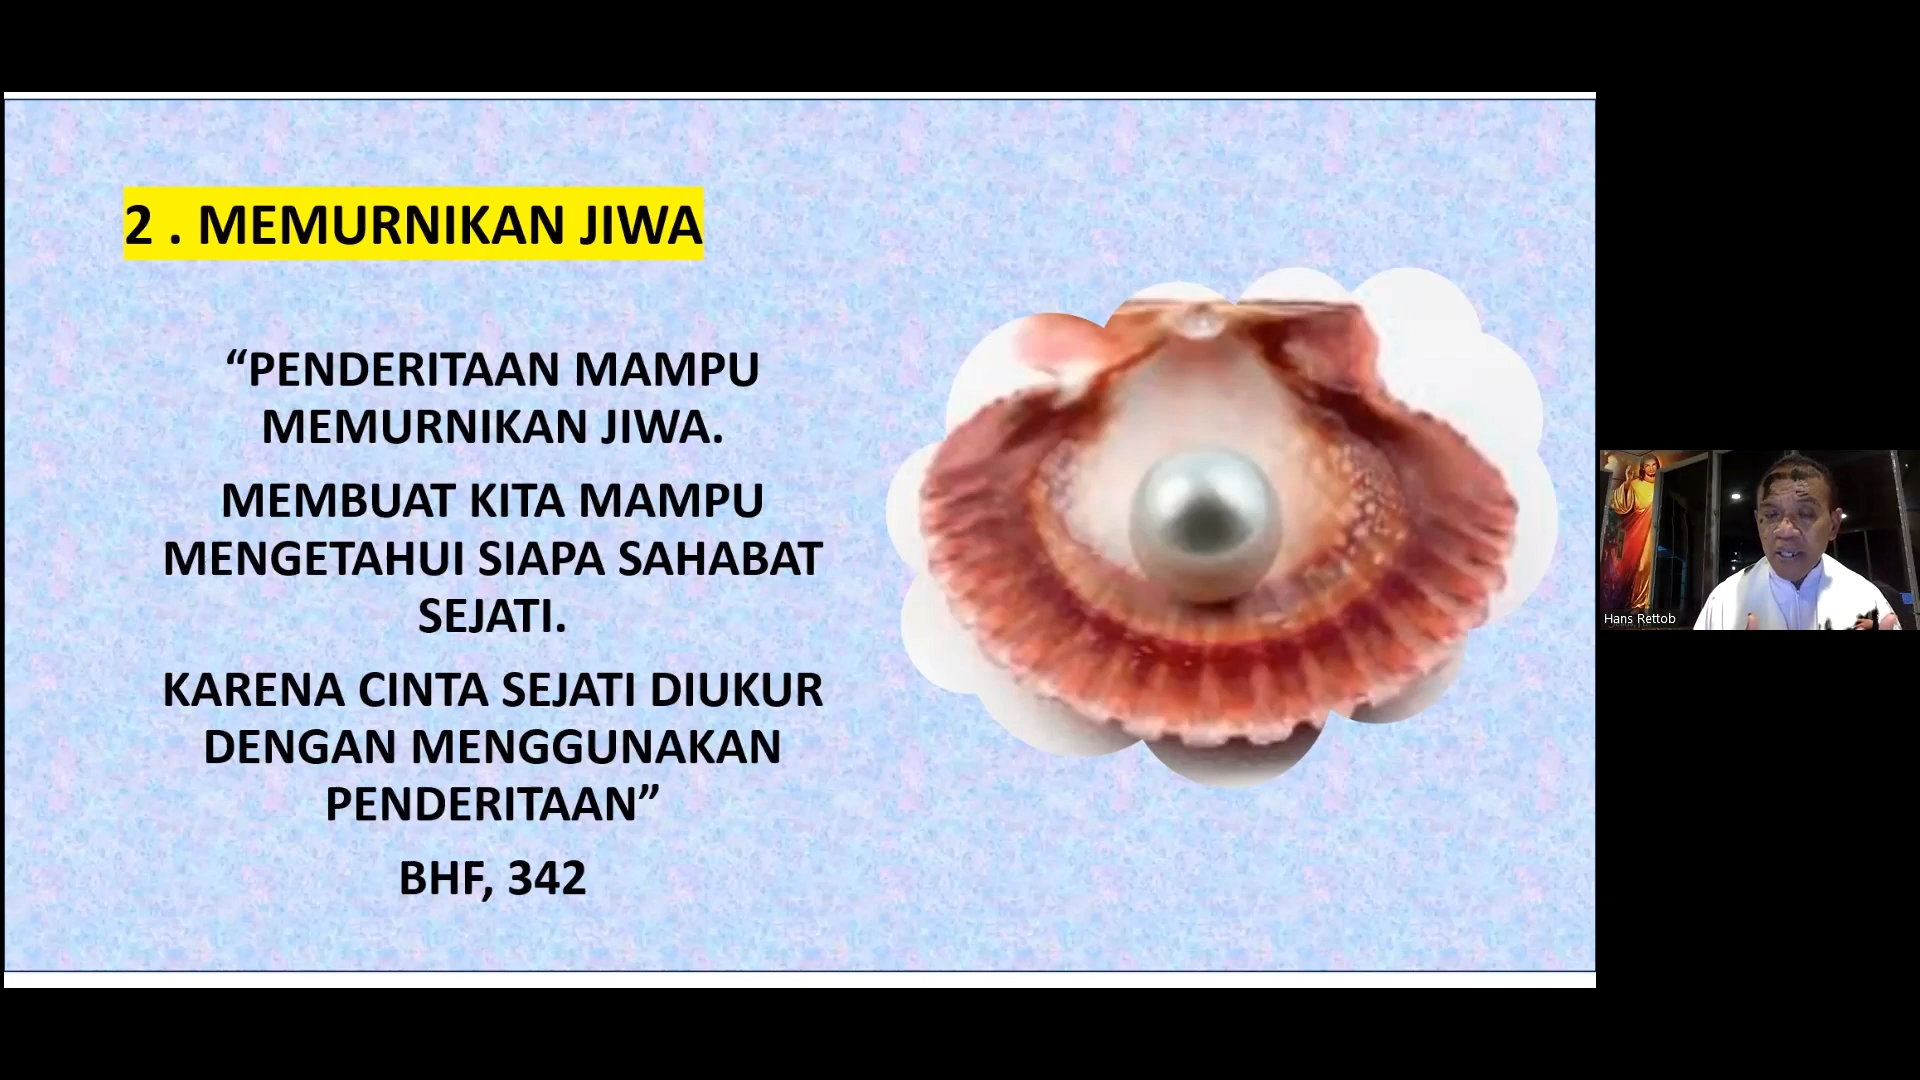 2 . MEMURNIKAN JIWA
“PENDERITAAN MAMPU
MEMURNIKAN JIWA.
MEMBUAT KITA MAMPU
MENGETAHUI SIAPA SAHABAT
SEJATI.
KARENA CINTA SEJATI DIUKUR
DENGAN MENGGUNAKAN
PENDERITAAN”
BHF, 342
Hans Rettob